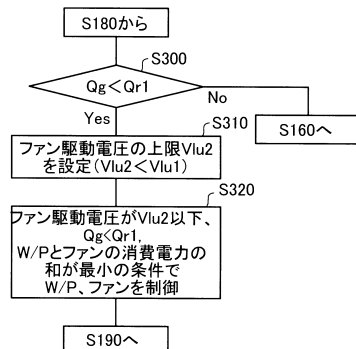 S180から
S300
Qg＜Qr1
No
Yes
S160へ
S310
ファン駆動電圧の上限Vlu2
を設定(Vlu2＜Vlu1)
S320
ファン駆動電圧がVlu2以下、
Qg<Qr1,
W/Pとファンの消費電力の
和が最小の条件で
W/P、ファンを制御
S190へ